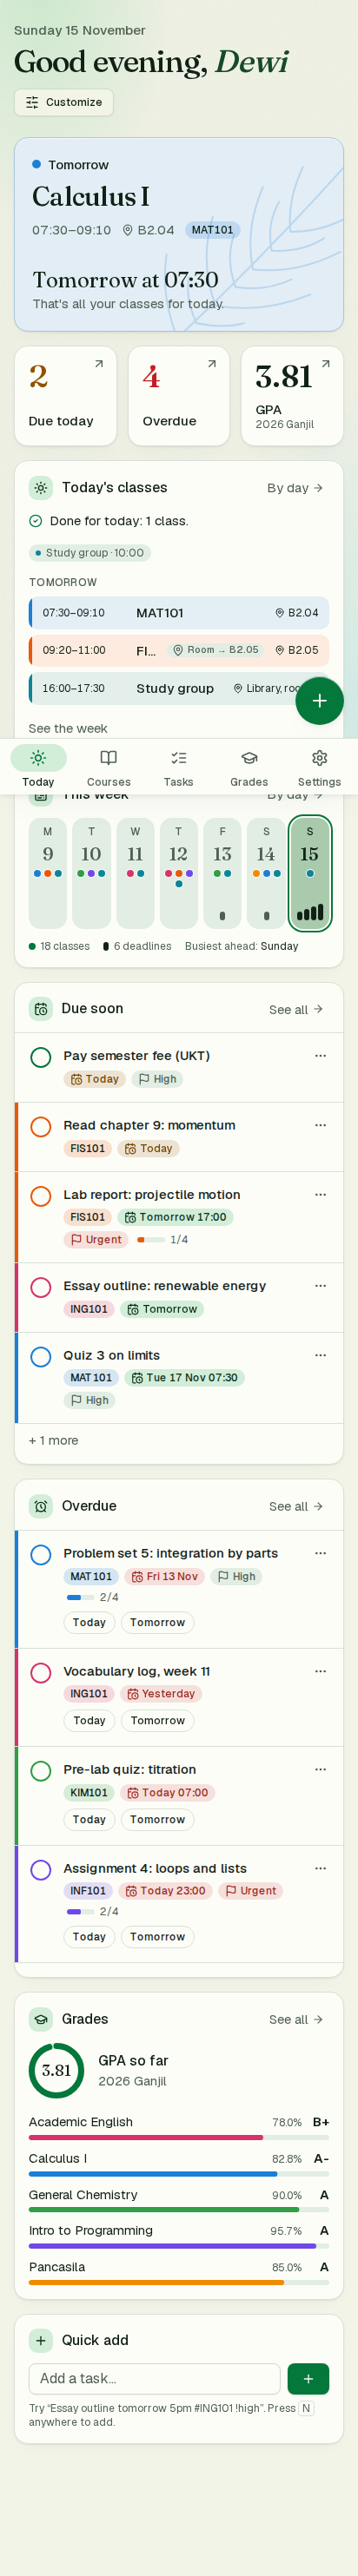 Sunday 15 November
Good evening, Dewi
Customize
Tomorrow
Calculus I
07:30–09:10 B2.04 MAT101
Tomorrow at 07:30
That's all your classes for today.
2
Due today
4
Overdue
3.81
GPA
2026 Ganjil
Today's classes By day →
Done for today: 1 class.
Study group · 10:00
TOMORROW
07:30–09:10 MAT101 B2.04
09:20–11:00 FI... Room → B2.05 B2.05
16:00–17:30 Study group Library,
See the week
Today Courses Tasks Grades Settings
This week By day →
M T W T F S S
9 10 11 12 13 14 15
18 classes 6 deadlines Busiest ahead: Sunday
Due soon See all →
Pay semester fee (UKT)
Today High
Read chapter 9: momentum
FIS101 Today
Lab report: projectile motion
FIS101 Tomorrow 17:00
Urgent 1/4
Essay outline: renewable energy
ING101 Tomorrow
Quiz 3 on limits
MAT101 Tue 17 Nov 07:30
High
+ 1 more
Overdue See all →
Problem set 5: integration by parts
MAT101 Fri 13 Nov High
2/4
Today Tomorrow
Vocabulary log, week 11
ING101 Yesterday
Today Tomorrow
Pre-lab quiz: titration
KIM101 Today 07:00
Today Tomorrow
Assignment 4: loops and lists
INF101 Today 23:00 Urgent
2/4
Today Tomorrow
Grades See all →
3.81
GPA so far
2026 Ganjil
Academic English 78.0% B+
Calculus I 82.8% A-
General Chemistry 90.0% A
Intro to Programming 95.7% A
Pancasila 85.0% A
Quick add
Add a task...
Try “Essay outline tomorrow 5pm #ING101 !high”. Press N
anywhere to add.